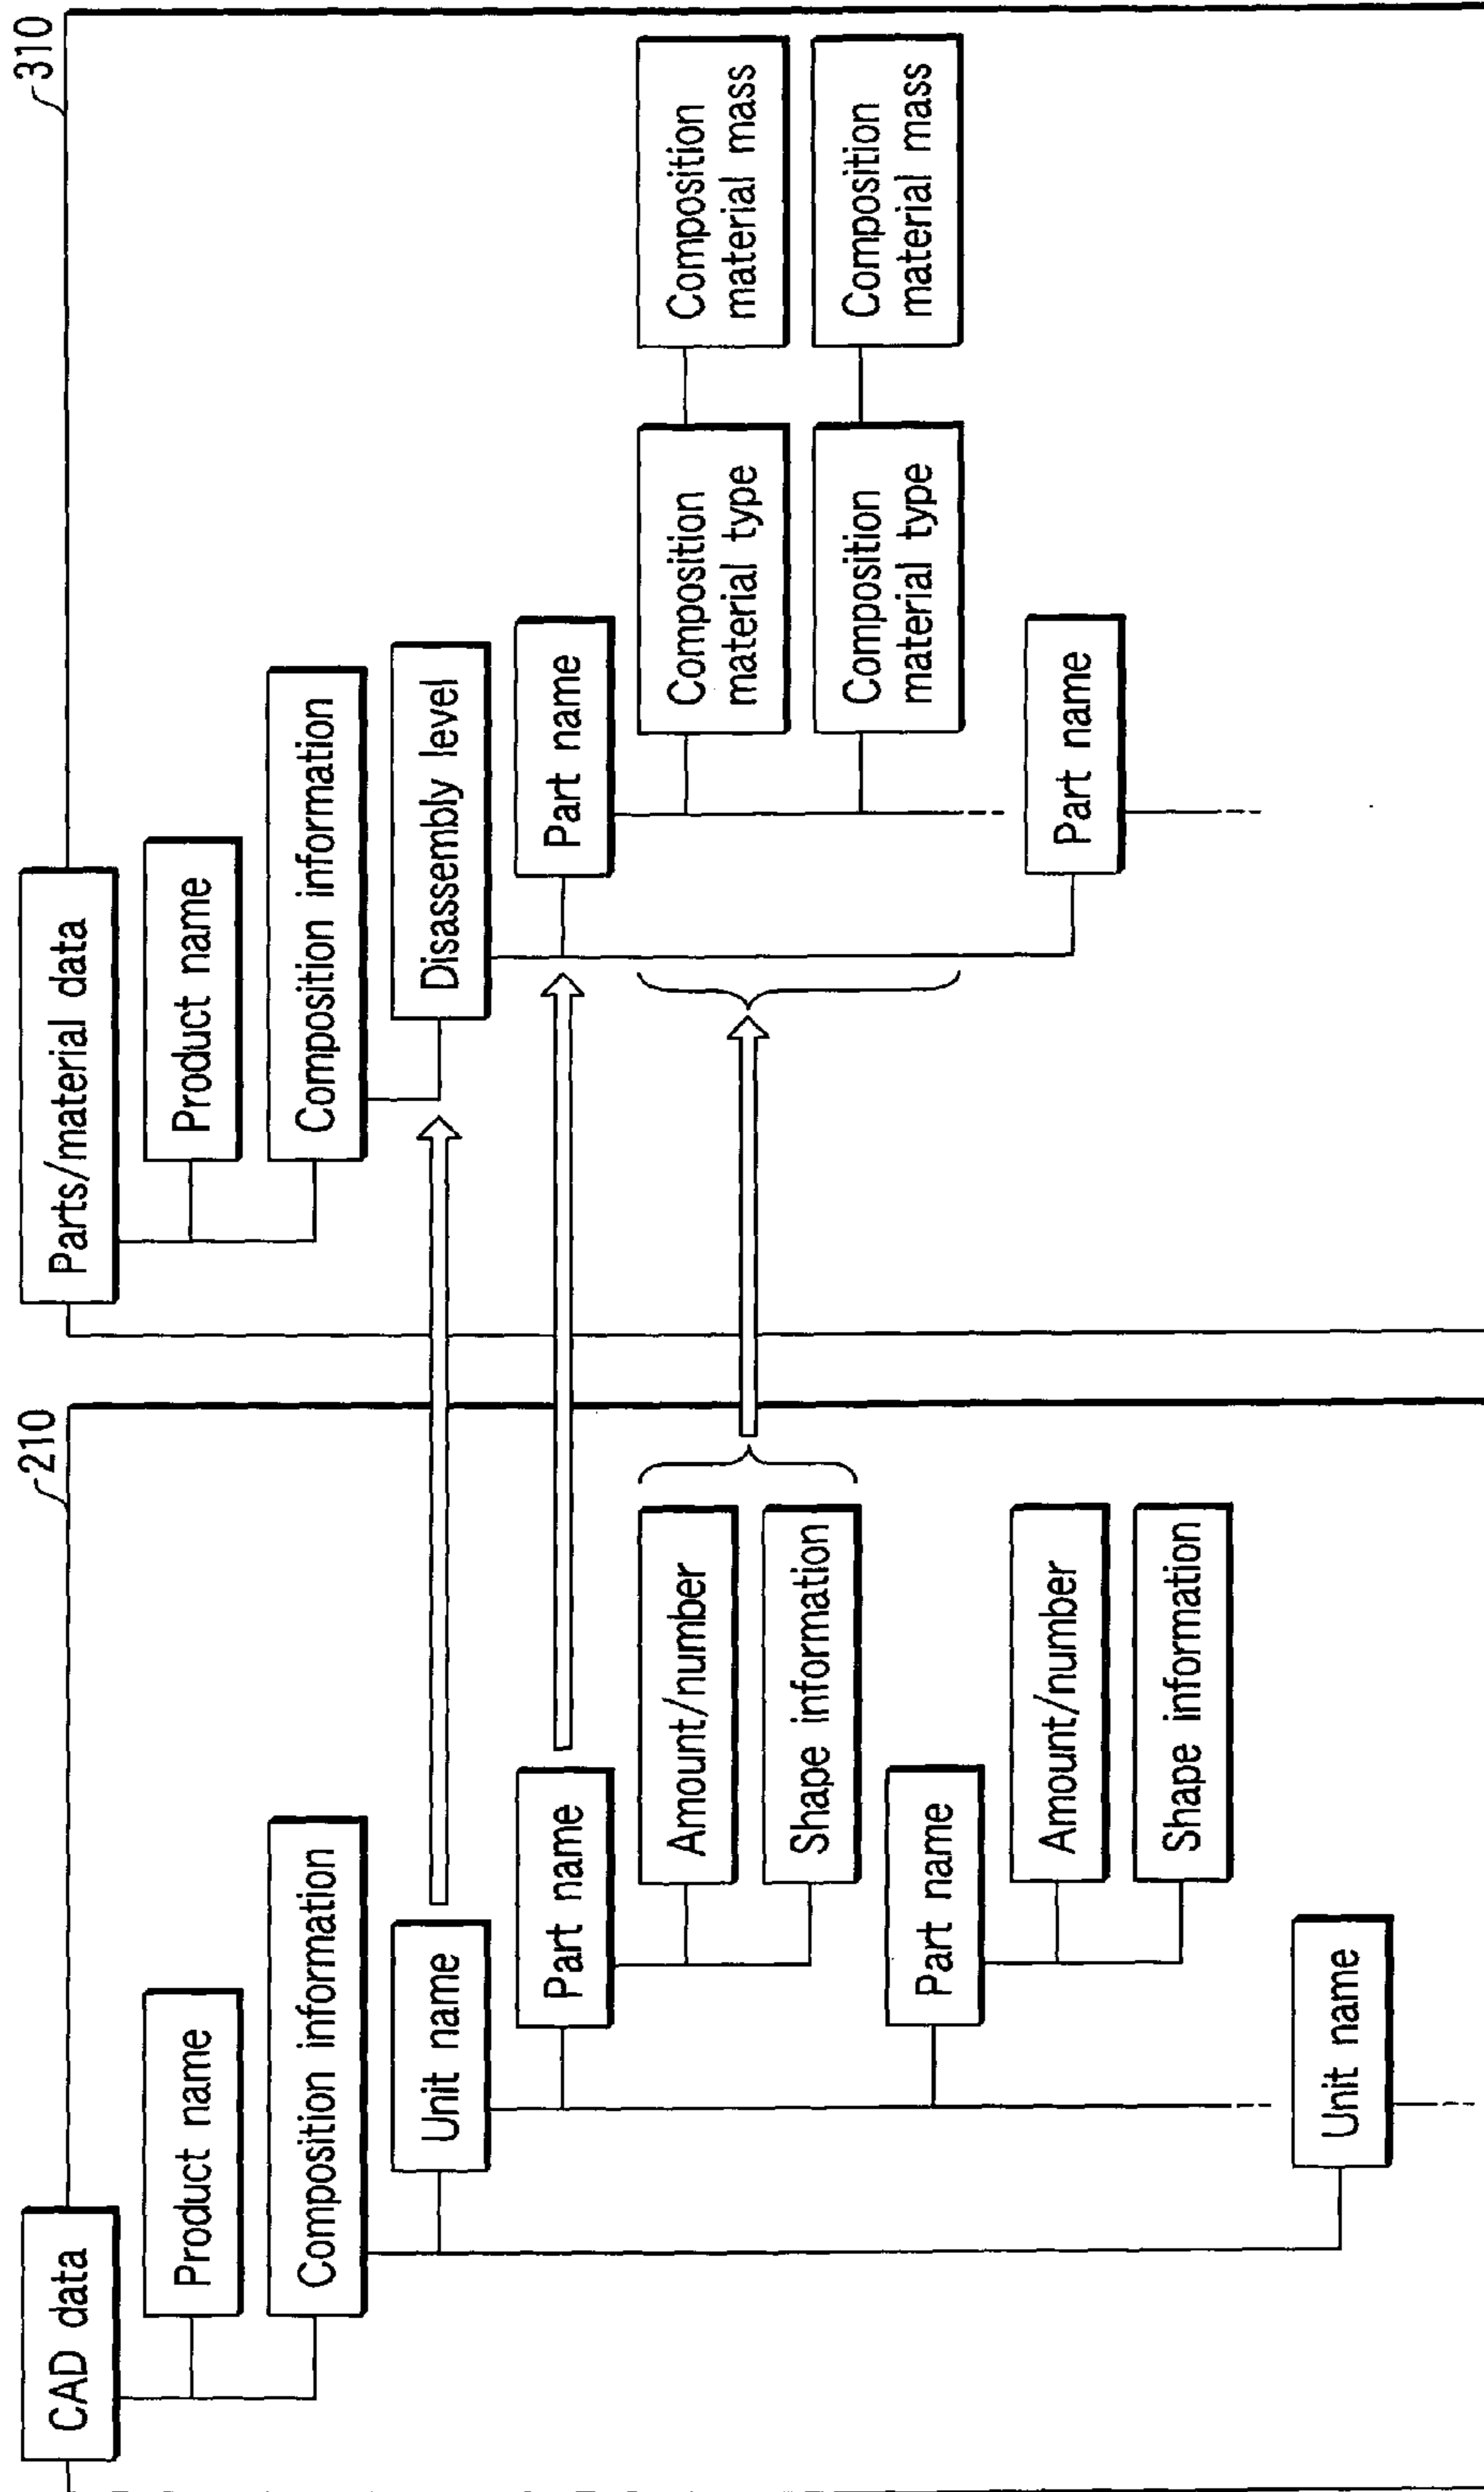 210
CAD data
Product name
Composition information
Unit name
Part name
Amount/number
Shape information
Part name
Amount/number
Shape information
Unit name
310
Parts/material data
Product name
Composition information
Disassembly level
Part name
Composition
material type
Composition
material mass
Composition
material type
Composition
material mass
Part name